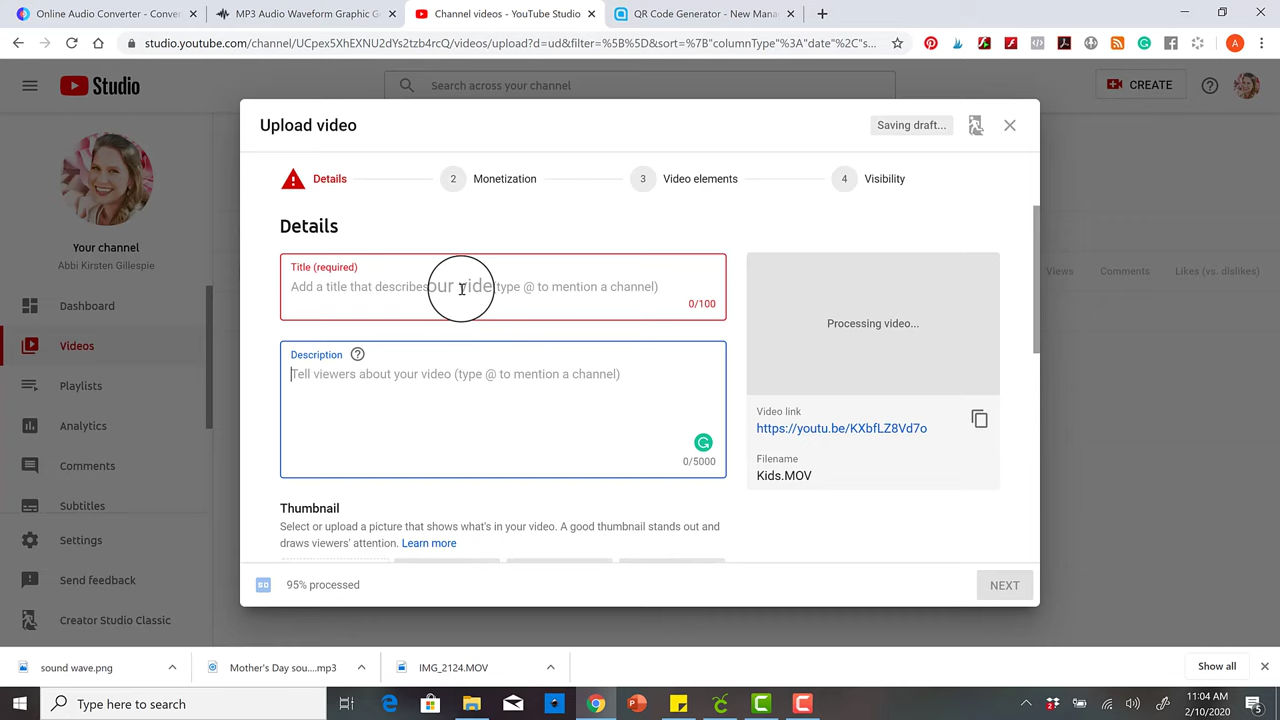 Online Audio Converter - Conver
MP3 Audio Waveform Graphic Ge
Channel videos - YouTube Studio
QR Code Generator - New Mana
studio.youtube.com/channel/UCpex5XhEXNU2dYs2tzb4rcQ/videos/upload?d=ud&filter=%5B%5D&sort=%7B"columnType"%3A"date"%2C"s...
Studio
Search across your channel
CREATE
Upload video
Saving draft...
Details
2
Monetization
3
Video elements
4
Visibility
Your channel
Abbi Kirsten Gillespie
Dashboard
Videos
Playlists
Analytics
Comments
Subtitles
Settings
Send feedback
Creator Studio Classic
Details
Title (required)
Add a title that describes our vide type @ to mention a channel)
0/100
Description
Tell viewers about your video (type @ to mention a channel)
0/5000
Processing video...
Video link
https://youtu.be/KXbfLZ8Vd7o
Filename
Kids.MOV
Thumbnail
Select or upload a picture that shows what's in your video. A good thumbnail stands out and
draws viewers' attention. Learn more
Views
Comments
Likes (vs. dislikes)
SD
95% processed
NEXT
sound wave.png
Mother's Day sou....mp3
IMG_2124.MOV
Show all
Type here to search
11:04 AM
2/10/2020